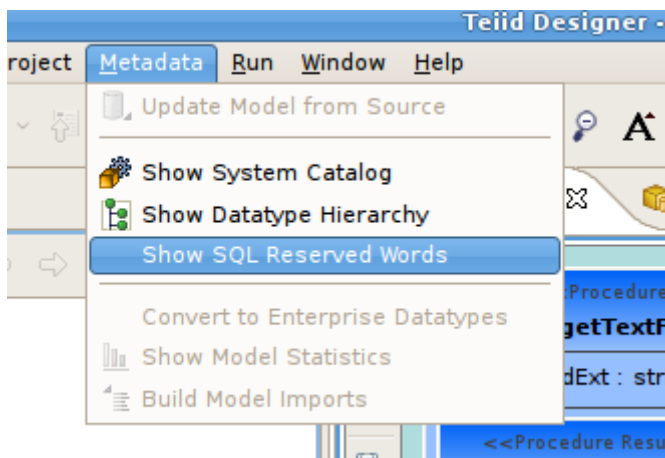 Teiid Designer -
roject Metadata Run Window Help
Update Model from Source
Show System Catalog
Show Datatype Hierarchy
Show SQL Reserved Words
Procedure
getTextF
Convert to Enterprise Datatypes
dExt : str
Show Model Statistics
Build Model Imports
<<Procedure Resu